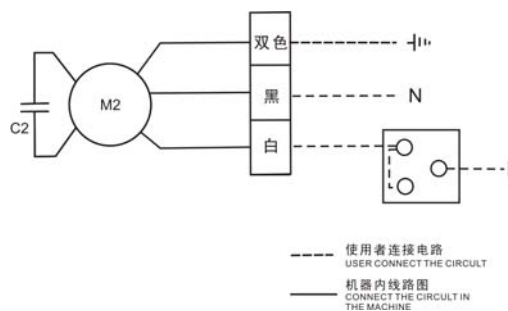 双色
黑
N
M2
C2
白
使用者连接电路
USER CONNECT THE CIRCULT
机器内线路图
CONNECT THE CIRCULT IN
THE MACHINE